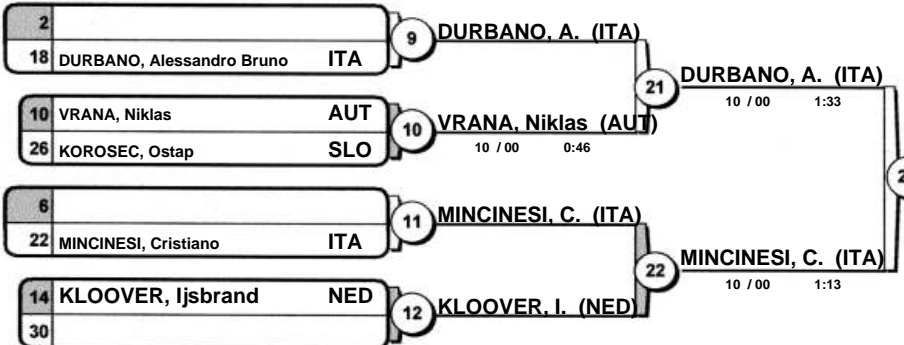 2
18 DURBANO, Alessandro Bruno ITA
9 DURBANO, A. (ITA)
10 VRANA, Niklas AUT
26 KOROSEC, Ostap SLO
10 VRANA, Niklas (AUT)
10 / 00 0:46
21 DURBANO, A. (ITA)
10 / 00 1:33
6
22 MINCINESI, Cristiano ITA
11 MINCINESI, C. (ITA)
14 KLOOVER, Ijsbrand NED
30
12 KLOOVER, I. (NED)
22 MINCINESI, C. (ITA)
10 / 00 1:13